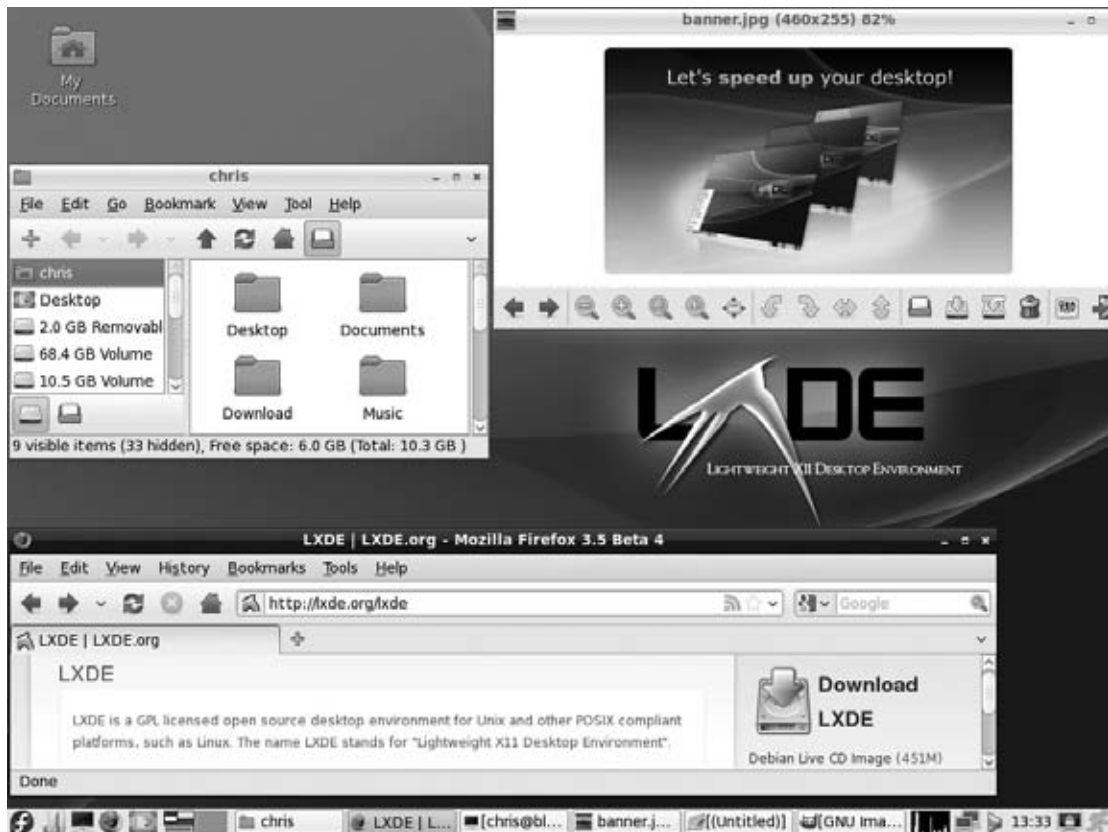 My
Documents
banner.jpg (460x255) 82%
Let's speed up your desktop!
chris
File Edit Go Bookmark View Tool Help
chris
Desktop
2.0 GB Removabl
68.4 GB Volume
10.5 GB Volume
Desktop
Documents
Download
Music
9 visible items (33 hidden), Free space: 6.0 GB (Total: 10.3 GB )
LXDE
LIGHTWEIGHT X11 DESKTOP ENVIRONMENT
LXDE | LXDE.org - Mozilla Firefox 3.5 Beta 4
File Edit View History Bookmarks Tools Help
http://lxde.org/lxde
Google
LXDE | LXDE.org
LXDE
LXDE is a GPL licensed open source desktop environment for Unix and other POSIX compliant
platforms, such as Linux. The name LXDE stands for "Lightweight X11 Desktop Environment".
Download
LXDE
Debian Live CD Image (451M)
Done
chris
LXDE | L...
[chris@bl...
banner.j...
[(Untitled)]
[GNU Ima...
13:33